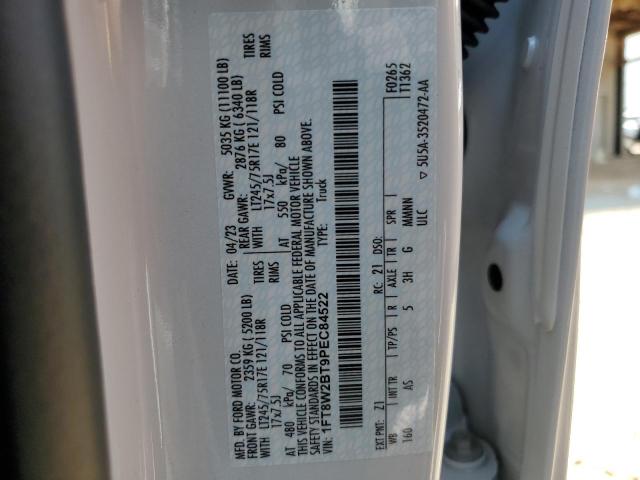 MFD. BY FORD MOTOR CO.
DATE: 04/23 GVWR: 5035 KG (11100 LB)
FRONT GAWR: 2359 KG (5200 LB) REAR GAWR: 2876 KG (6340 LB)
WITH LT245/75R17E 121/118R TIRES WITH LT245/75R17E 121/118R TIRES
17x7.5J RIMS 17x7.5J RIMS
AT 480 kPa/ 70 PSI COLD AT 550 kPa/ 80 PSI COLD
THIS VEHICLE CONFORMS TO ALL APPLICABLE FEDERAL MOTOR VEHICLE
SAFETY STANDARDS IN EFFECT ON THE DATE OF MANUFACTURE SHOWN ABOVE.
VIN: 1FT8W2BT9PEC84522 TYPE: Truck
F0265
T1362
EXT PNT: Z1 RC: 21 DSO:
WB INT TR TP/PS R AXLE TR SPR
160 AS 5 3H G MMNN
ULC
▽ 5U5A-3520472-AA